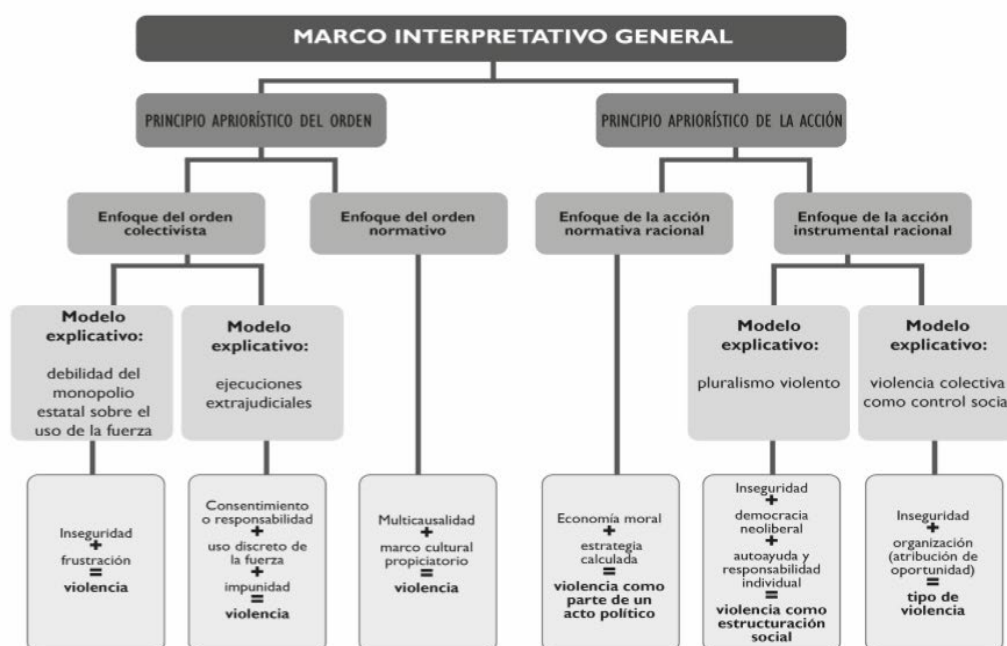 MARCO INTERPRETATIVO GENERAL
PRINCIPIO APRIORÍSTICO DEL ORDEN
PRINCIPIO APRIORÍSTICO DE LA ACCIÓN
Enfoque del orden
colectivista
Enfoque del orden
normativo
Enfoque de la acción
normativa racional
Enfoque de la acción
instrumental racional
Modelo
explicativo:
debilidad del
monopolio
estatal sobre el
uso de la fuerza
Modelo
explicativo:
ejecuciones
extrajudiciales
Modelo
explicativo:
pluralismo violento
Modelo
explicativo:
violencia colectiva
como control socia
Inseguridad
+
frustración
=
violencia
Consentimiento
o responsabilidad
+
uso discreto de
la fuerza
+
impunidad
=
violencia
Multicausalidad
+
marco cultural
propiciatorio
=
violencia
Economía moral
+
estrategia
calculada
=
violencia como
parte de un
acto político
Inseguridad
+
democracia
neoliberal
+
autoayuda y
responsabilidad
individual
=
violencia como
estructuración
social
Inseguridad
+
organización
(atribución de
oportunidad)
=
tipo de
violencia